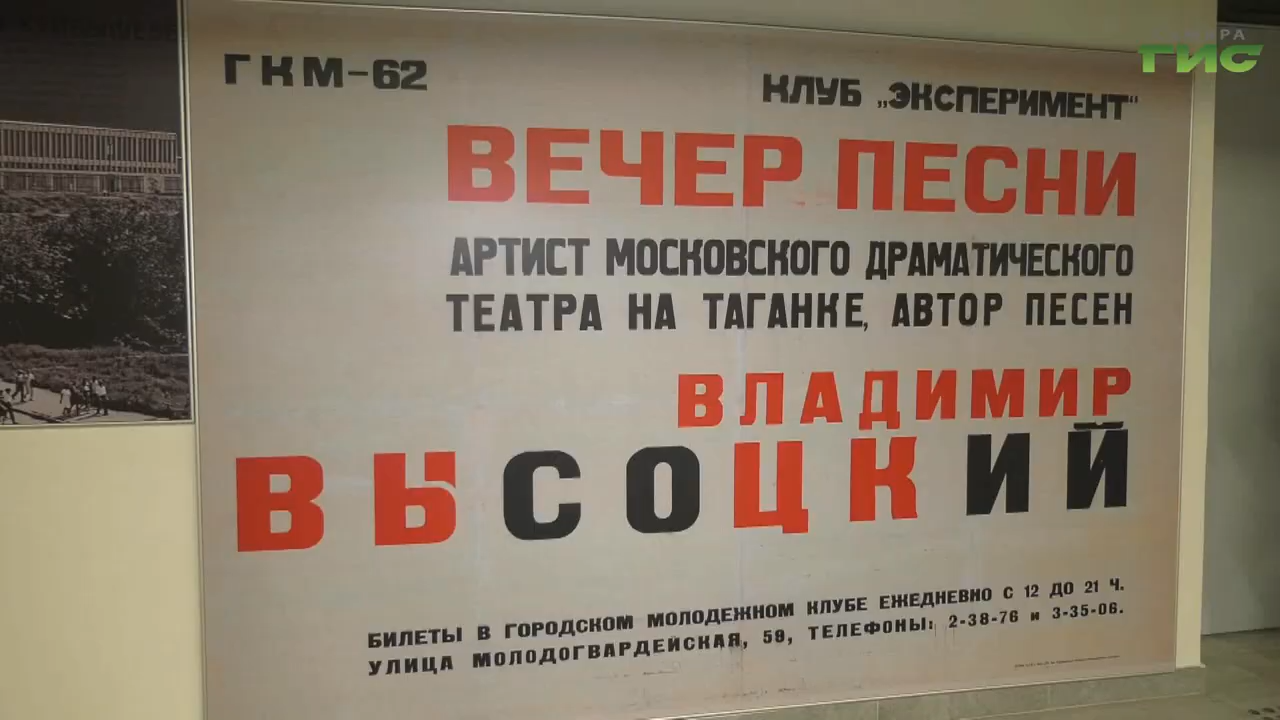 ГКМ-62
КЛУБ „ЭКСПЕРИМЕНТ"
ВЕЧЕР ПЕСНИ
АРТИСТ МОСКОВСКОГО ДРАМАТИЧЕСКОГО
ТЕАТРА НА ТАГАНКЕ, АВТОР ПЕСЕН
ВЛАДИМИР
ВЫСОЦКИЙ
БИЛЕТЫ В ГОРОДСКОМ МОЛОДЕЖНОМ КЛУБЕ ЕЖЕДНЕВНО С 12 ДО 21 Ч.
УЛИЦА МОЛОДОГВАРДЕЙСКАЯ, 59, ТЕЛЕФОНЫ: 2-38-76 и 3-35-06.
ГИС